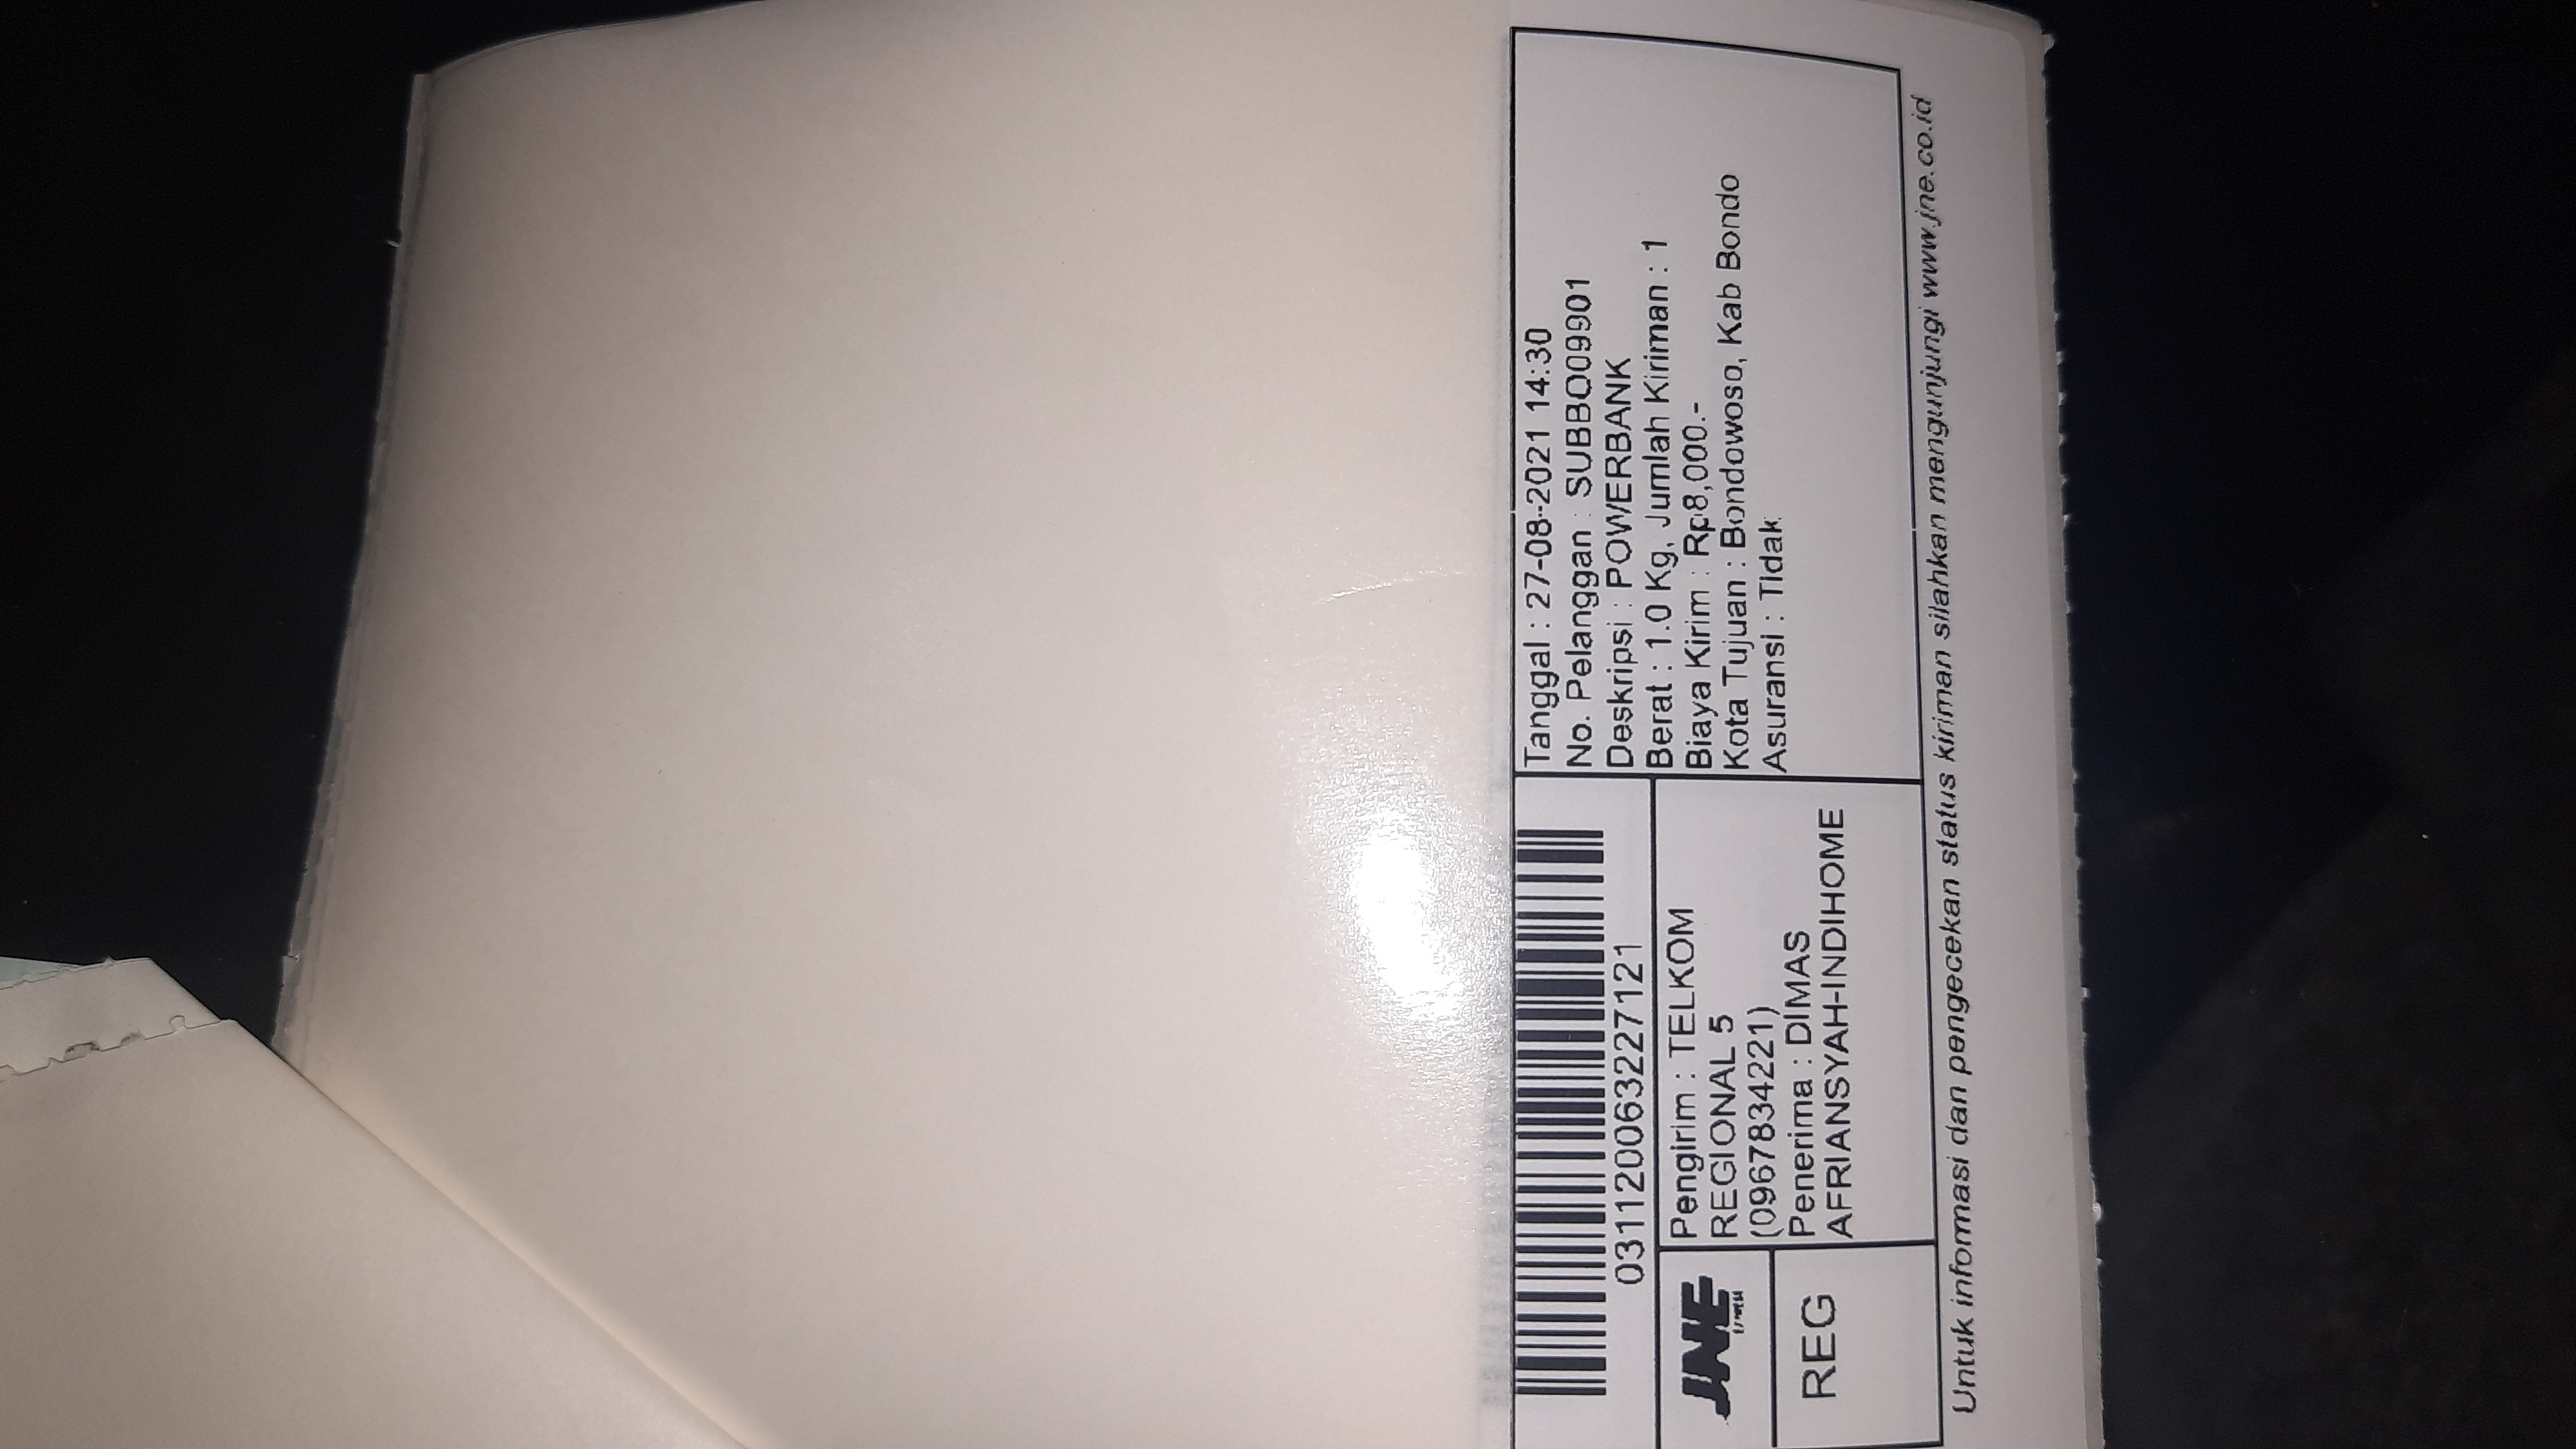 031120063227121
JNE
REG
Pengirim : TELKOM
REGIONAL 5
(0967834221)
Penerima : DIMAS
AFRIANSYAH-INDIHOME
Tanggal : 27-08-2021 14:30
No. Pelanggan : SUBBO09901
Deskripsi : POWERBANK
Berat : 1.0 Kg, Jumlah Kiriman : 1
Biaya Kirim : Rp8,000.-
Kota Tujuan : Bondowoso, Kab Bondo
Asuransi : Tidak
Untuk informasi dan pengecekan status kiriman silahkan mengunjungi www.jne.co.id